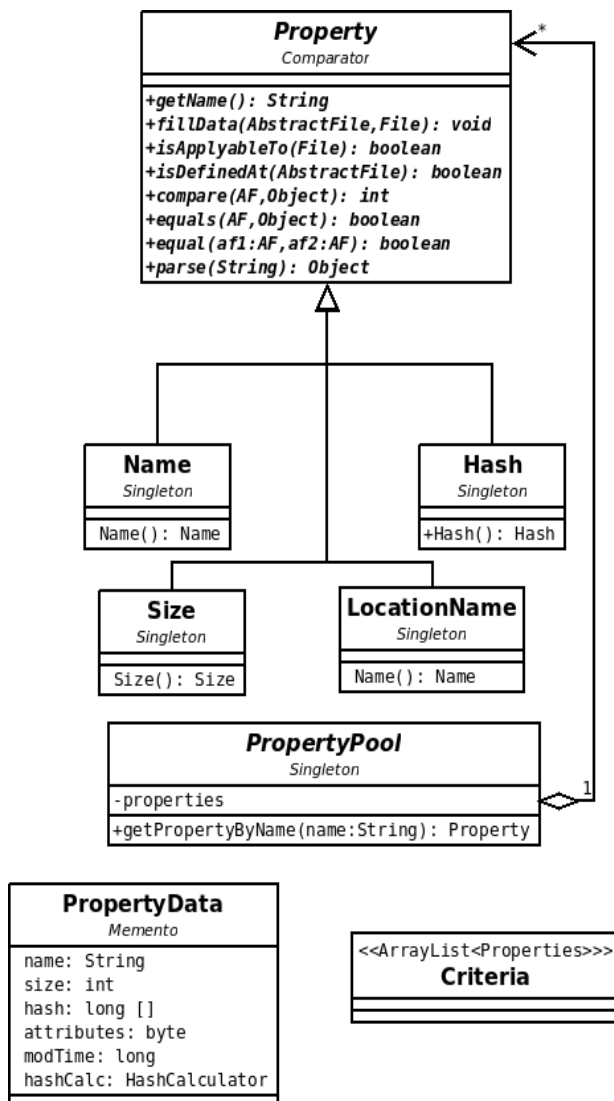 Property
Comparator
*
+getName(): String
+fillData(AbstractFile,File): void
+isApplyableTo(File): boolean
+isDefinedAt(AbstractFile): boolean
+compare(AF,Object): int
+equals(AF,Object): boolean
+equal(af1:AF,af2:AF): boolean
+parse(String): Object
Name
Singleton
Name(): Name
Hash
Singleton
+Hash(): Hash
Size
Singleton
Size(): Size
LocationName
Singleton
Name(): Name
PropertyPool
Singleton
-properties
+getPropertyByName(name:String): Property
1
PropertyData
Memento
name: String
size: int
hash: long []
attributes: byte
modTime: long
hashCalc: HashCalculator
<<ArrayList<Properties>>>
Criteria